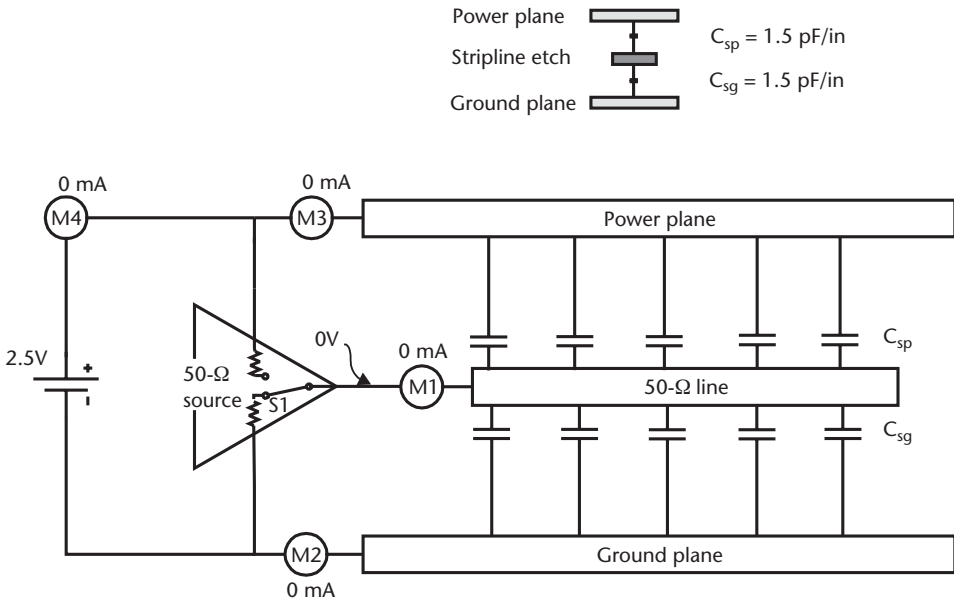 Power plane
C_sp = 1.5 pF/in
Stripline etch
C_sg = 1.5 pF/in
Ground plane
0 mA
0 mA
M4
M3
Power plane
0V
0 mA
C_sp
2.5V
+
-
50-Ω
source
S1
M1
50-Ω line
C_sg
M2
Ground plane
0 mA